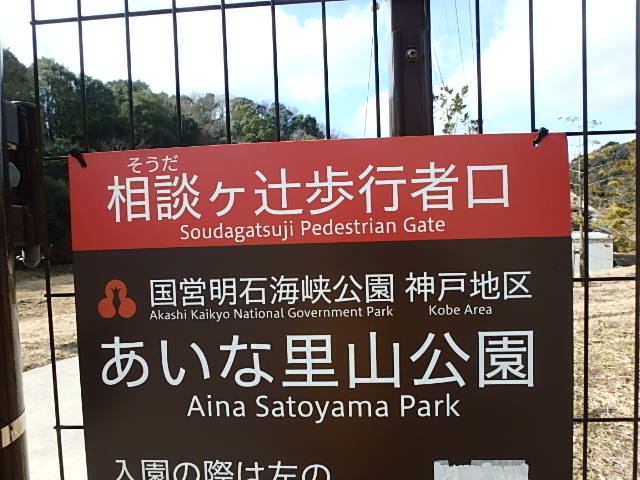 そうだ
相談ヶ辻歩行者口
Soudagatsuji Pedestrian Gate
国営明石海峡公園 神戸地区
Akashi Kaikyo National Government Park Kobe Area
あいな里山公園
Aina Satoyama Park
入園の際は左の